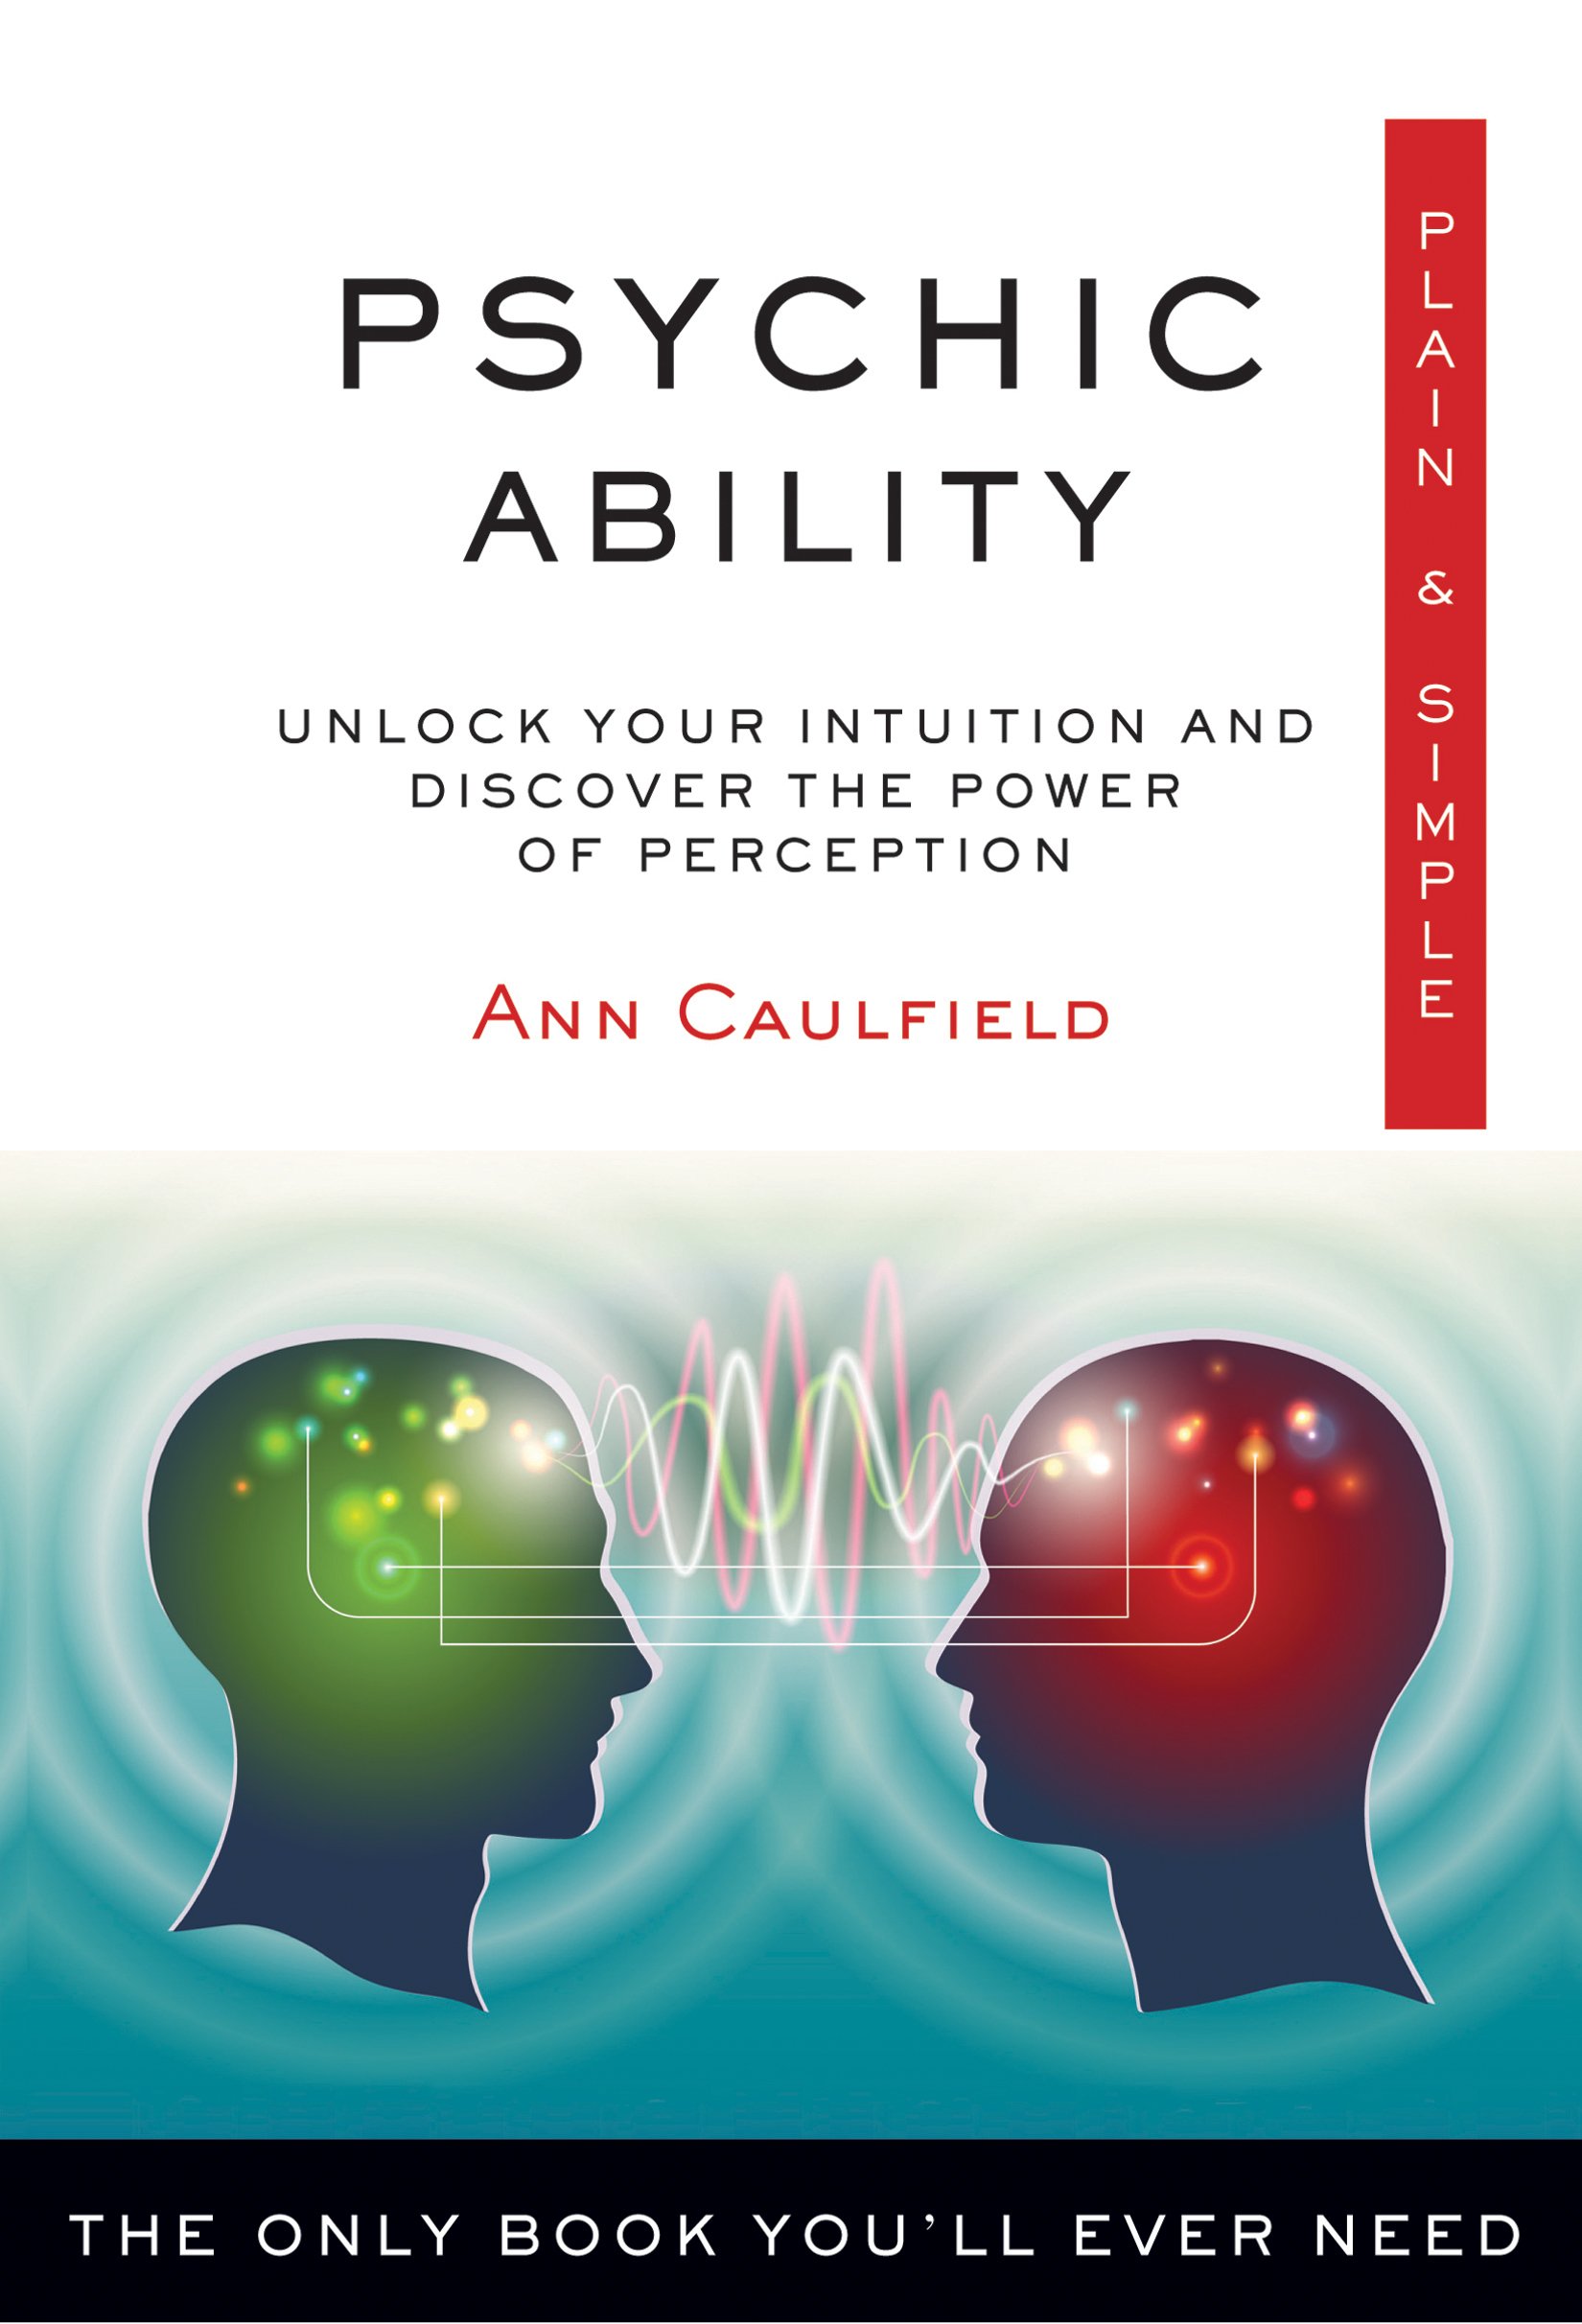 PSYCHIC
ABILITY
UNLOCK YOUR INTUITION AND
DISCOVER THE POWER
OF PERCEPTION
ANN CAULFIELD
PLAIN & SIMPLE
THE ONLY BOOK YOU'LL EVER NEED